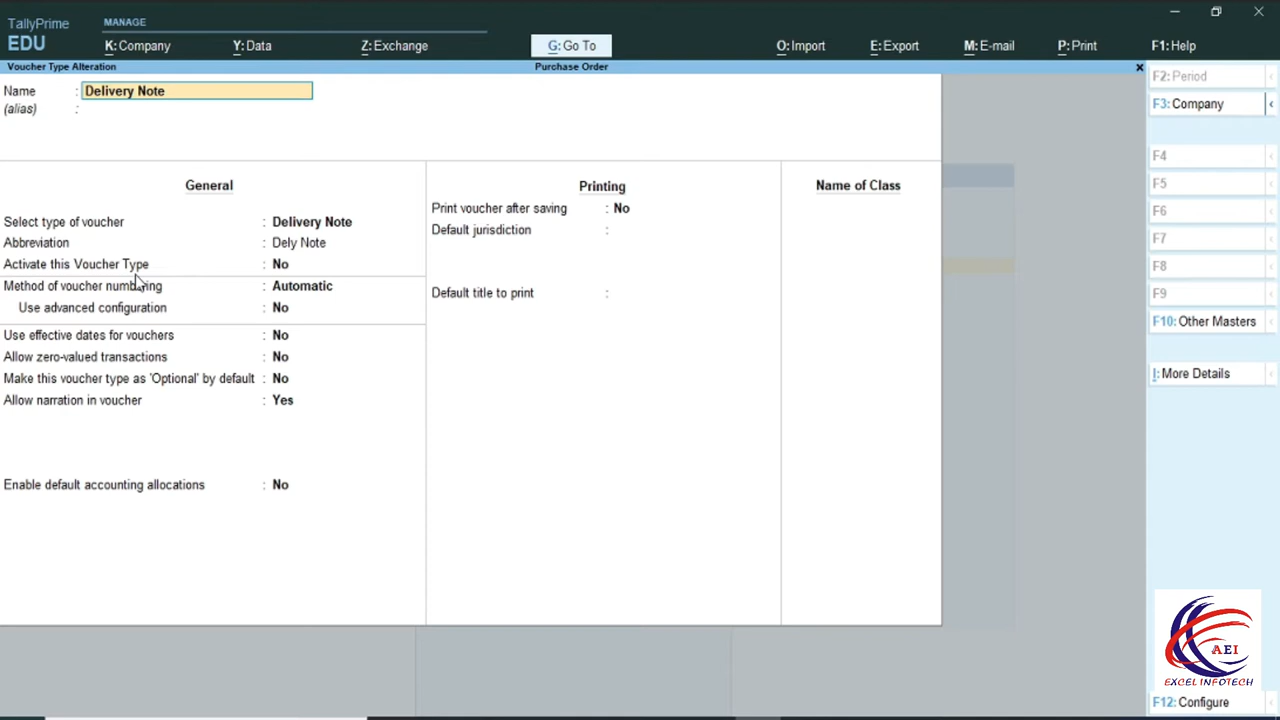 TallyPrime
EDU
MANAGE
K: Company
Y: Data
Z: Exchange
G: Go To
O: Import
E: Export
M: E-mail
P: Print
F1: Help
Voucher Type Alteration
Purchase Order
Name : Delivery Note
(alias) :
General
Select type of voucher : Delivery Note
Abbreviation : Dely Note
Activate this Voucher Type : No
Method of voucher numbering : Automatic
Use advanced configuration : No
Use effective dates for vouchers : No
Allow zero-valued transactions : No
Make this voucher type as 'Optional' by default : No
Allow narration in voucher : Yes
Enable default accounting allocations : No
Printing
Print voucher after saving : No
Default jurisdiction :
Default title to print :
Name of Class
F2: Period
F3: Company
F4
F5
F6
F7
F8
F9
F10: Other Masters
I: More Details
AEI
EXCEL INFOTECH
F12: Configure